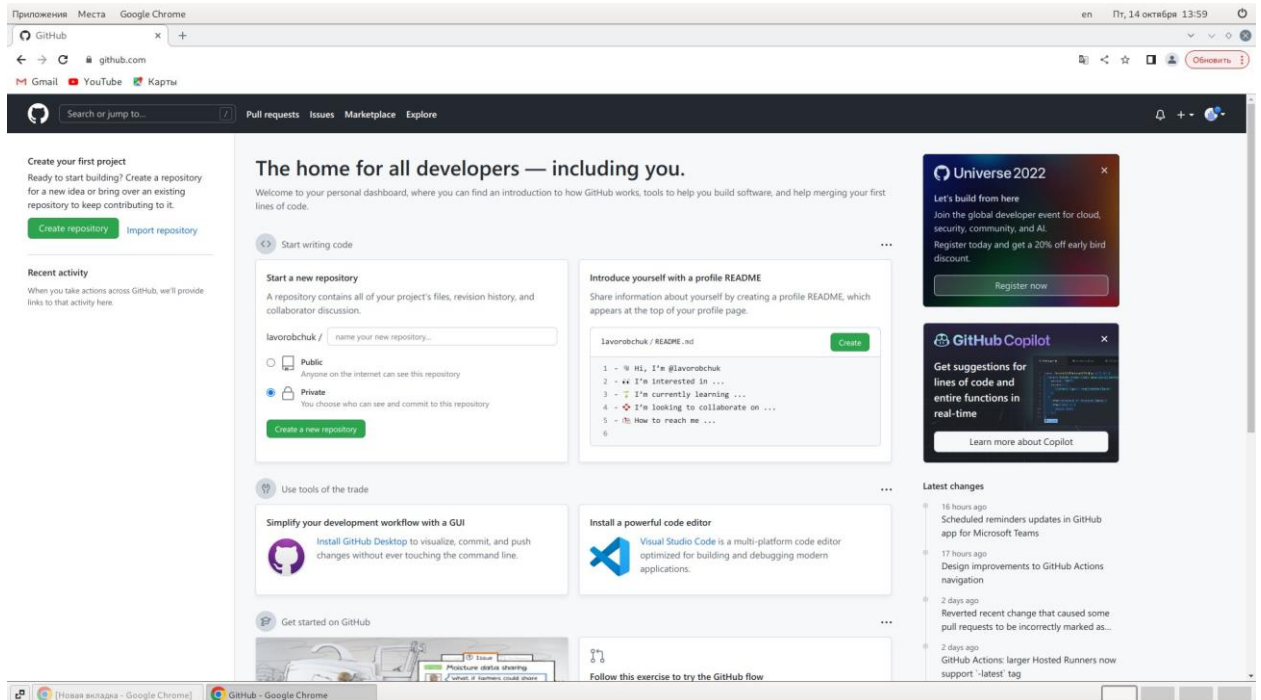 Приложения Места Google Chrome
en Пт, 14 октября 13:59
GitHub
github.com
Обновить
Gmail YouTube Карты
Search or jump to... /
Pull requests Issues Marketplace Explore
Create your first project
Ready to start building? Create a repository
for a new idea or bring over an existing
repository to keep contributing to it.
Create repository Import repository
Recent activity
When you take actions across GitHub, we'll provide
links to that activity here.
The home for all developers — including you.
Welcome to your personal dashboard, where you can find an introduction to how GitHub works, tools to help you build software, and help merging your first
lines of code.
Start writing code
Start a new repository
A repository contains all of your project's files, revision history, and
collaborator discussion.
lavorobchuk / name your new repository...
Public
Anyone on the internet can see this repository
Private
You choose who can see and commit to this repository
Create a new repository
Introduce yourself with a profile README
Share information about yourself by creating a profile README, which
appears at the top of your profile page.
lavorobchuk / README.md Create
1 - 👋 Hi, I'm @lavorobchuk
2 - 👀 I'm interested in ...
3 - 🌱 I'm currently learning ...
4 - 💞️ I'm looking to collaborate on ...
5 - 📫 How to reach me ...
6
Use tools of the trade
Simplify your development workflow with a GUI
Install GitHub Desktop to visualize, commit, and push
changes without ever touching the command line.
Install a powerful code editor
Visual Studio Code is a multi-platform code editor
optimized for building and debugging modern
applications.
Get started on GitHub
Issue
Moisture data sharing
what if farmers could share
Follow this exercise to try the GitHub flow
Universe 2022
Let's build from here
Join the global developer event for cloud,
security, community, and AI.
Register today and get a 20% off early bird
discount.
Register now
GitHub Copilot
Get suggestions for
lines of code and
entire functions in
real-time
Learn more about Copilot
Latest changes
16 hours ago
Scheduled reminders updates in GitHub
app for Microsoft Teams
17 hours ago
Design improvements to GitHub Actions
navigation
2 days ago
Reverted recent change that caused some
pull requests to be incorrectly marked as...
2 days ago
GitHub Actions: larger Hosted Runners now
support `-latest` tag
[Новая вкладка - Google Chrome] GitHub - Google Chrome